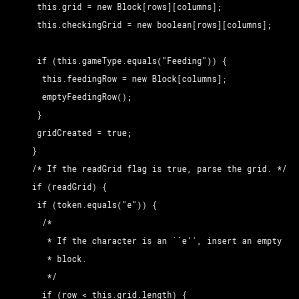 this.grid = new Block[rows][columns];
this.checkingGrid = new boolean[rows][columns];
if (this.gameType.equals("Feeding")) {
this.feedingRow = new Block[columns];
emptyFeedingRow();
}
gridCreated = true;
}
/* If the readGrid flag is true, parse the grid. */
if (readGrid) {
if (token.equals("e")) {
/*
* If the character is an ``e'', insert an empty
* block.
*/
if (row < this.grid.length) {